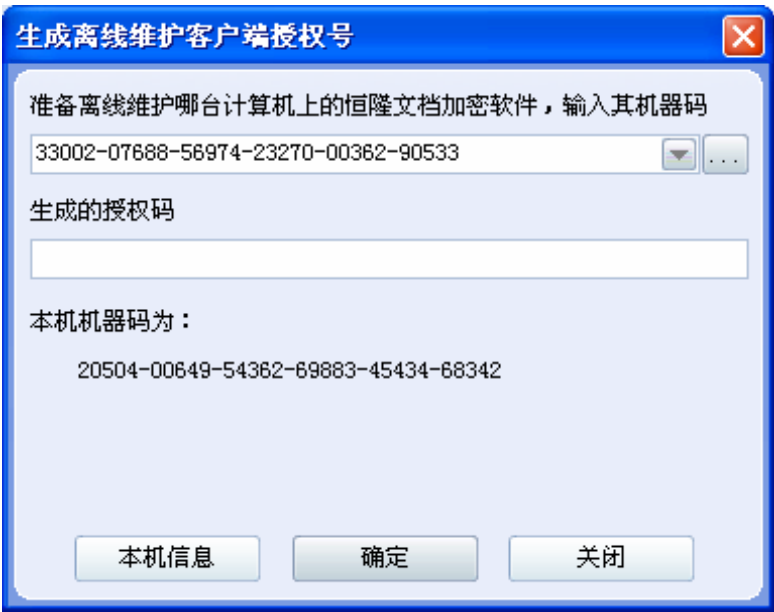 生成离线维护客户端授权号
准备离线维护哪台计算机上的恒隆文档加密软件，输入其机器码
33002-07688-56974-23270-00362-90533
...
生成的授权码
本机机器码为：
20504-00649-54362-69883-45434-68342
本机信息
确定
关闭